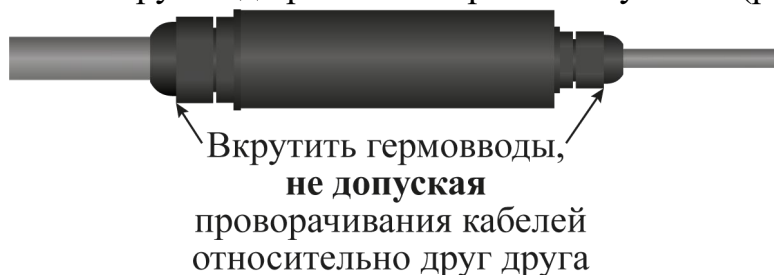 Вкрутить гермовводы,
не допуская
проворачивания кабелей
относительно друг друга